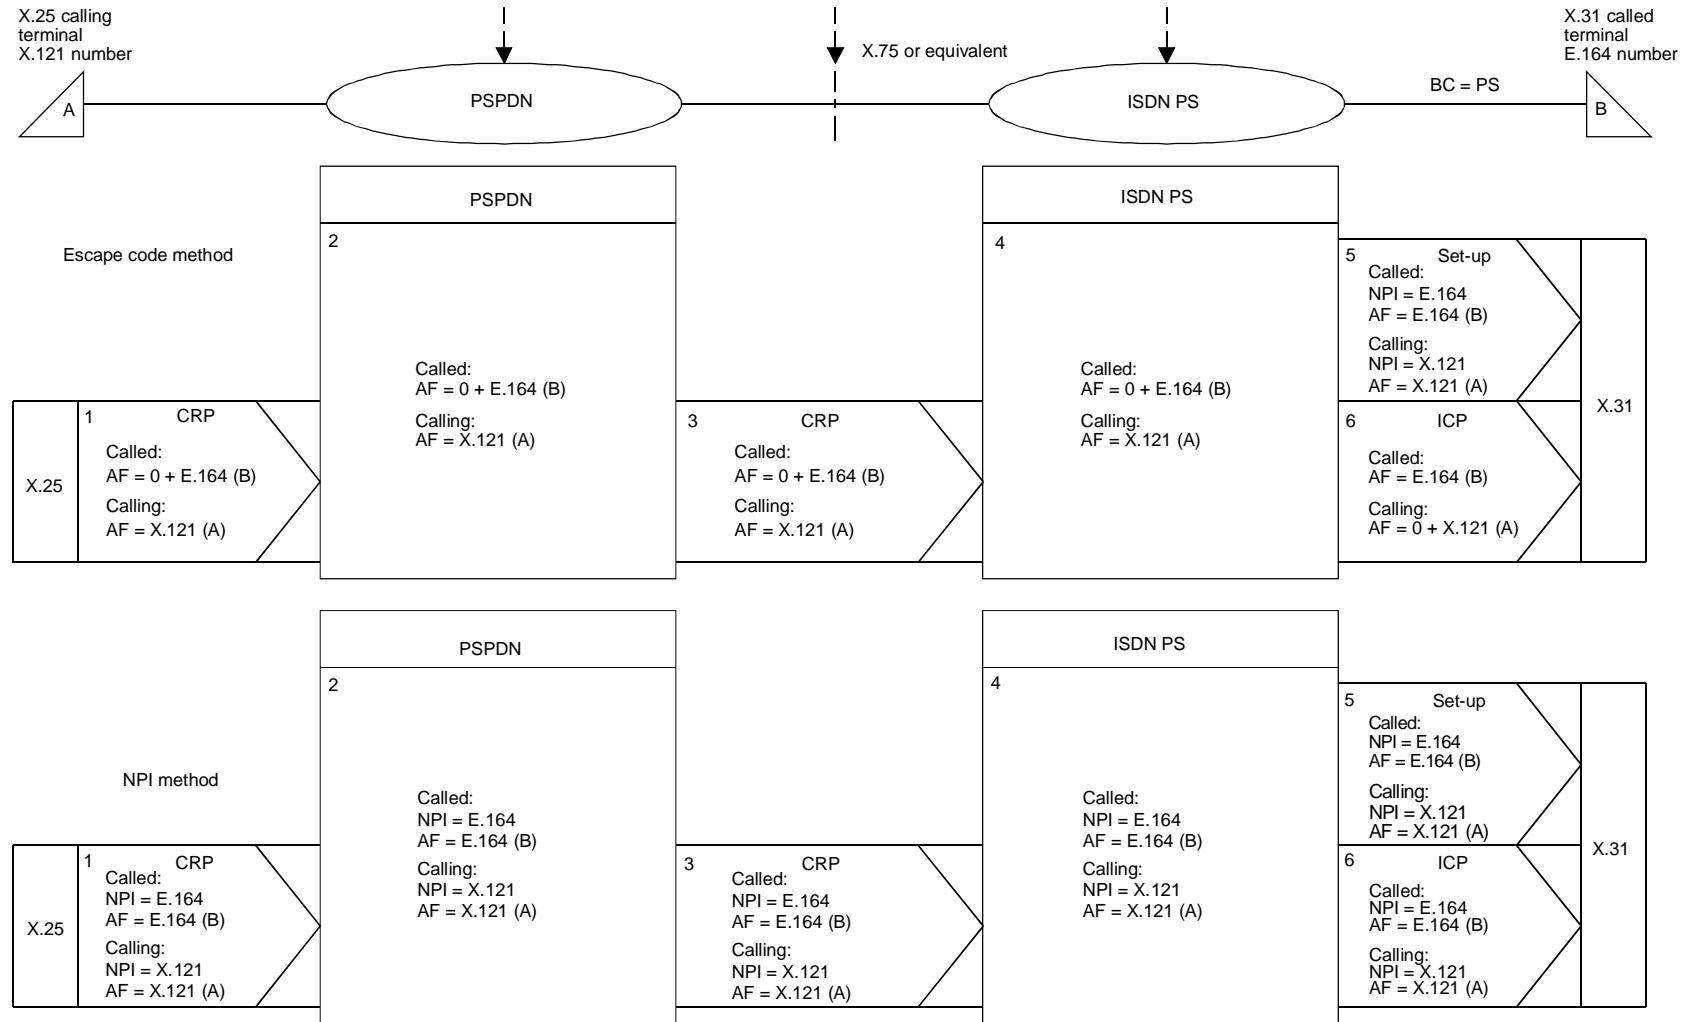 X.25 calling
terminal
X.121 number
X.75 or equivalent
X.31 called
terminal
E.164 number
A
PSPDN
ISDN PS
BC = PS
B
PSPDN
ISDN PS
Escape code method
2
Called:
AF = 0 + E.164 (B)
Calling:
AF = X.121 (A)
4
Called:
AF = 0 + E.164 (B)
Calling:
AF = X.121 (A)
5 Set-up
Called:
NPI = E.164
AF = E.164 (B)
Calling:
NPI = X.121
AF = X.121 (A)
X.31
X.25
1 CRP
Called:
AF = 0 + E.164 (B)
Calling:
AF = X.121 (A)
3 CRP
Called:
AF = 0 + E.164 (B)
Calling:
AF = X.121 (A)
6 ICP
Called:
AF = E.164 (B)
Calling:
AF = 0 + X.121 (A)
PSPDN
ISDN PS
NPI method
2
Called:
NPI = E.164
AF = E.164 (B)
Calling:
NPI = X.121
AF = X.121 (A)
4
Called:
NPI = E.164
AF = E.164 (B)
Calling:
NPI = X.121
AF = X.121 (A)
5 Set-up
Called:
NPI = E.164
AF = E.164 (B)
Calling:
NPI = X.121
AF = X.121 (A)
X.31
X.25
1 CRP
Called:
NPI = E.164
AF = E.164 (B)
Calling:
NPI = X.121
AF = X.121 (A)
3 CRP
Called:
NPI = E.164
AF = E.164 (B)
Calling:
NPI = X.121
AF = X.121 (A)
6 ICP
Called:
NPI = E.164
AF = E.164 (B)
Calling:
NPI = X.121
AF = X.121 (A)